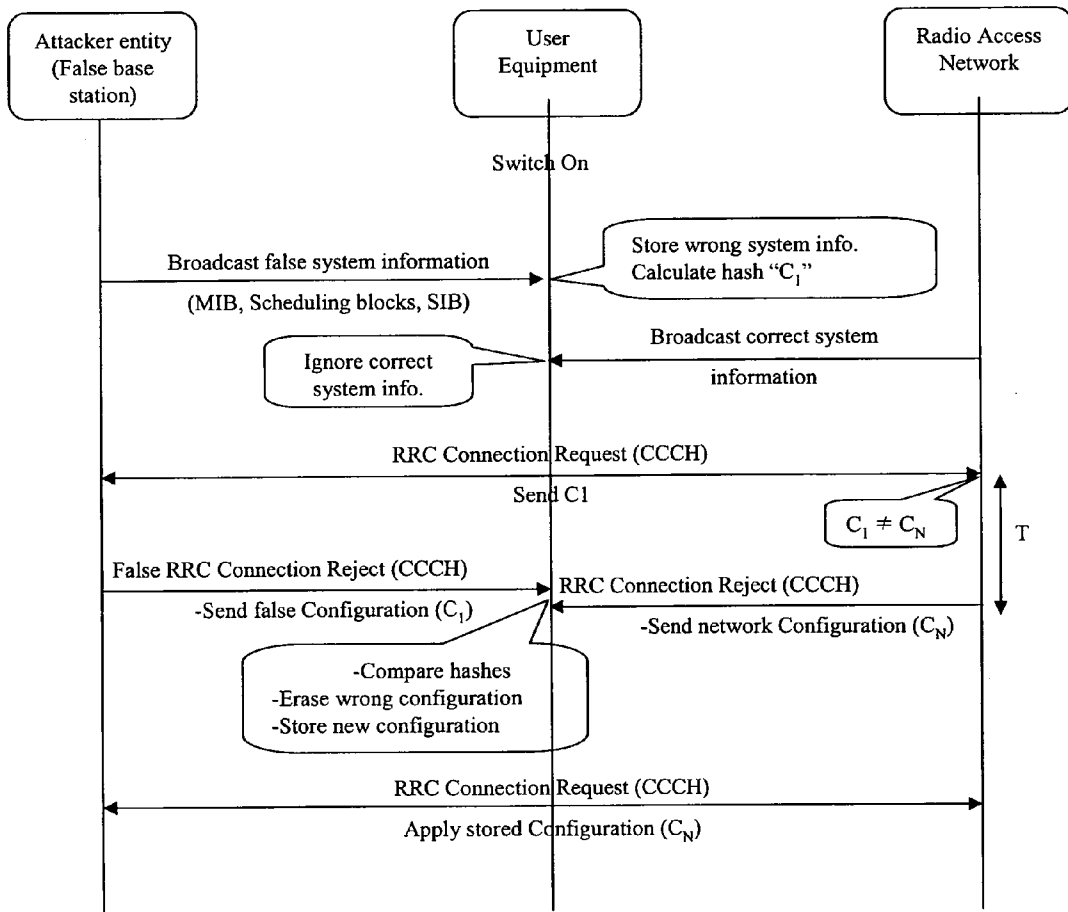 Attacker entity
(False base
station)
User
Equipment
Radio Access
Network
Switch On
Broadcast false system information
(MIB, Scheduling blocks, SIB)
Store wrong system info.
Calculate hash “C1”
Ignore correct
system info.
Broadcast correct system
information
RRC Connection Request (CCCH)
Send C1
C1 ≠ CN
T
False RRC Connection Reject (CCCH)
-Send false Configuration (C1)
RRC Connection Reject (CCCH)
-Send network Configuration (CN)
-Compare hashes
-Erase wrong configuration
-Store new configuration
RRC Connection Request (CCCH)
Apply stored Configuration (CN)